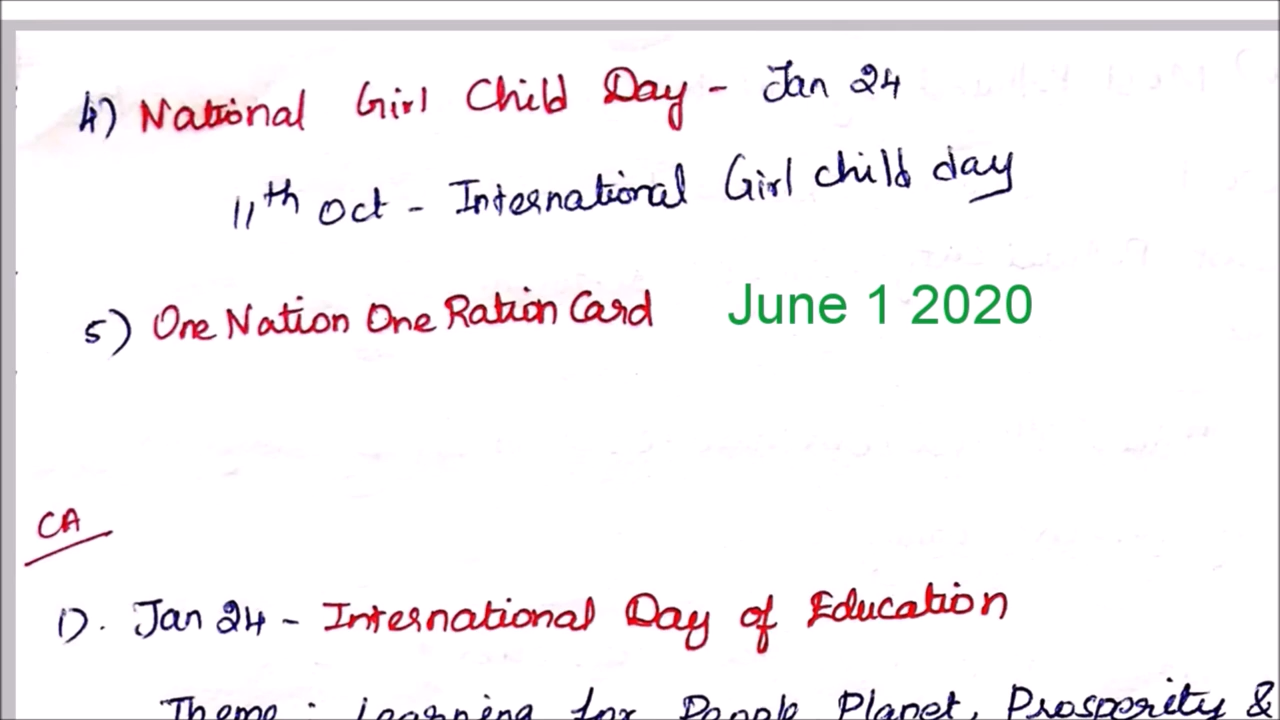 4) National Girl Child Day - Jan 24
11th Oct - International Girl child day
5) One Nation One Ration Card June 1 2020
CA
1). Jan 24 - International Day of Education
Theme : Learning for People Planet, Prosperity &